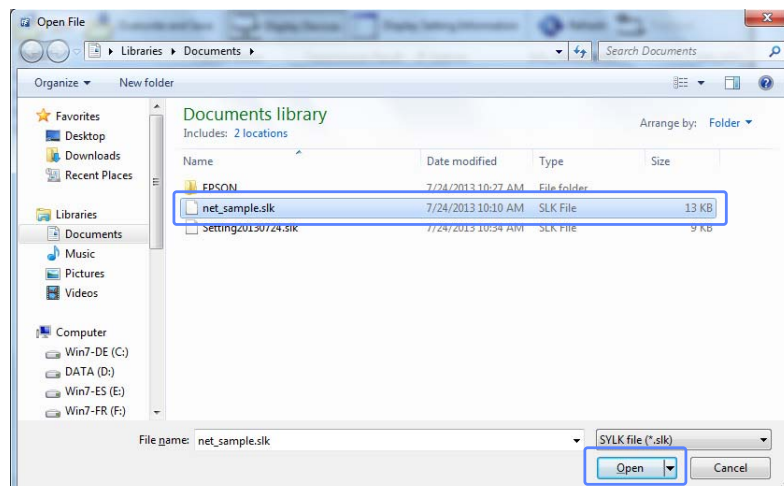 Open File
Libraries ▸ Documents ▸
Search Documents
Organize ▾ New folder
Favorites
Desktop
Downloads
Recent Places
Libraries
Documents
Music
Pictures
Videos
Computer
Win7-DE (C:)
DATA (D:)
Win7-ES (E:)
Win7-FR (F:)
Documents library
Includes: 2 locations
Arrange by: Folder ▾
Name Date modified Type Size
EPSON 7/24/2013 10:27 AM File folder
net_sample.slk 7/24/2013 10:10 AM SLK File 13 KB
Setting20130724.slk 7/24/2013 10:34 AM SLK File 9 KB
File name: net_sample.slk
SYLK file (*.slk)
Open Cancel